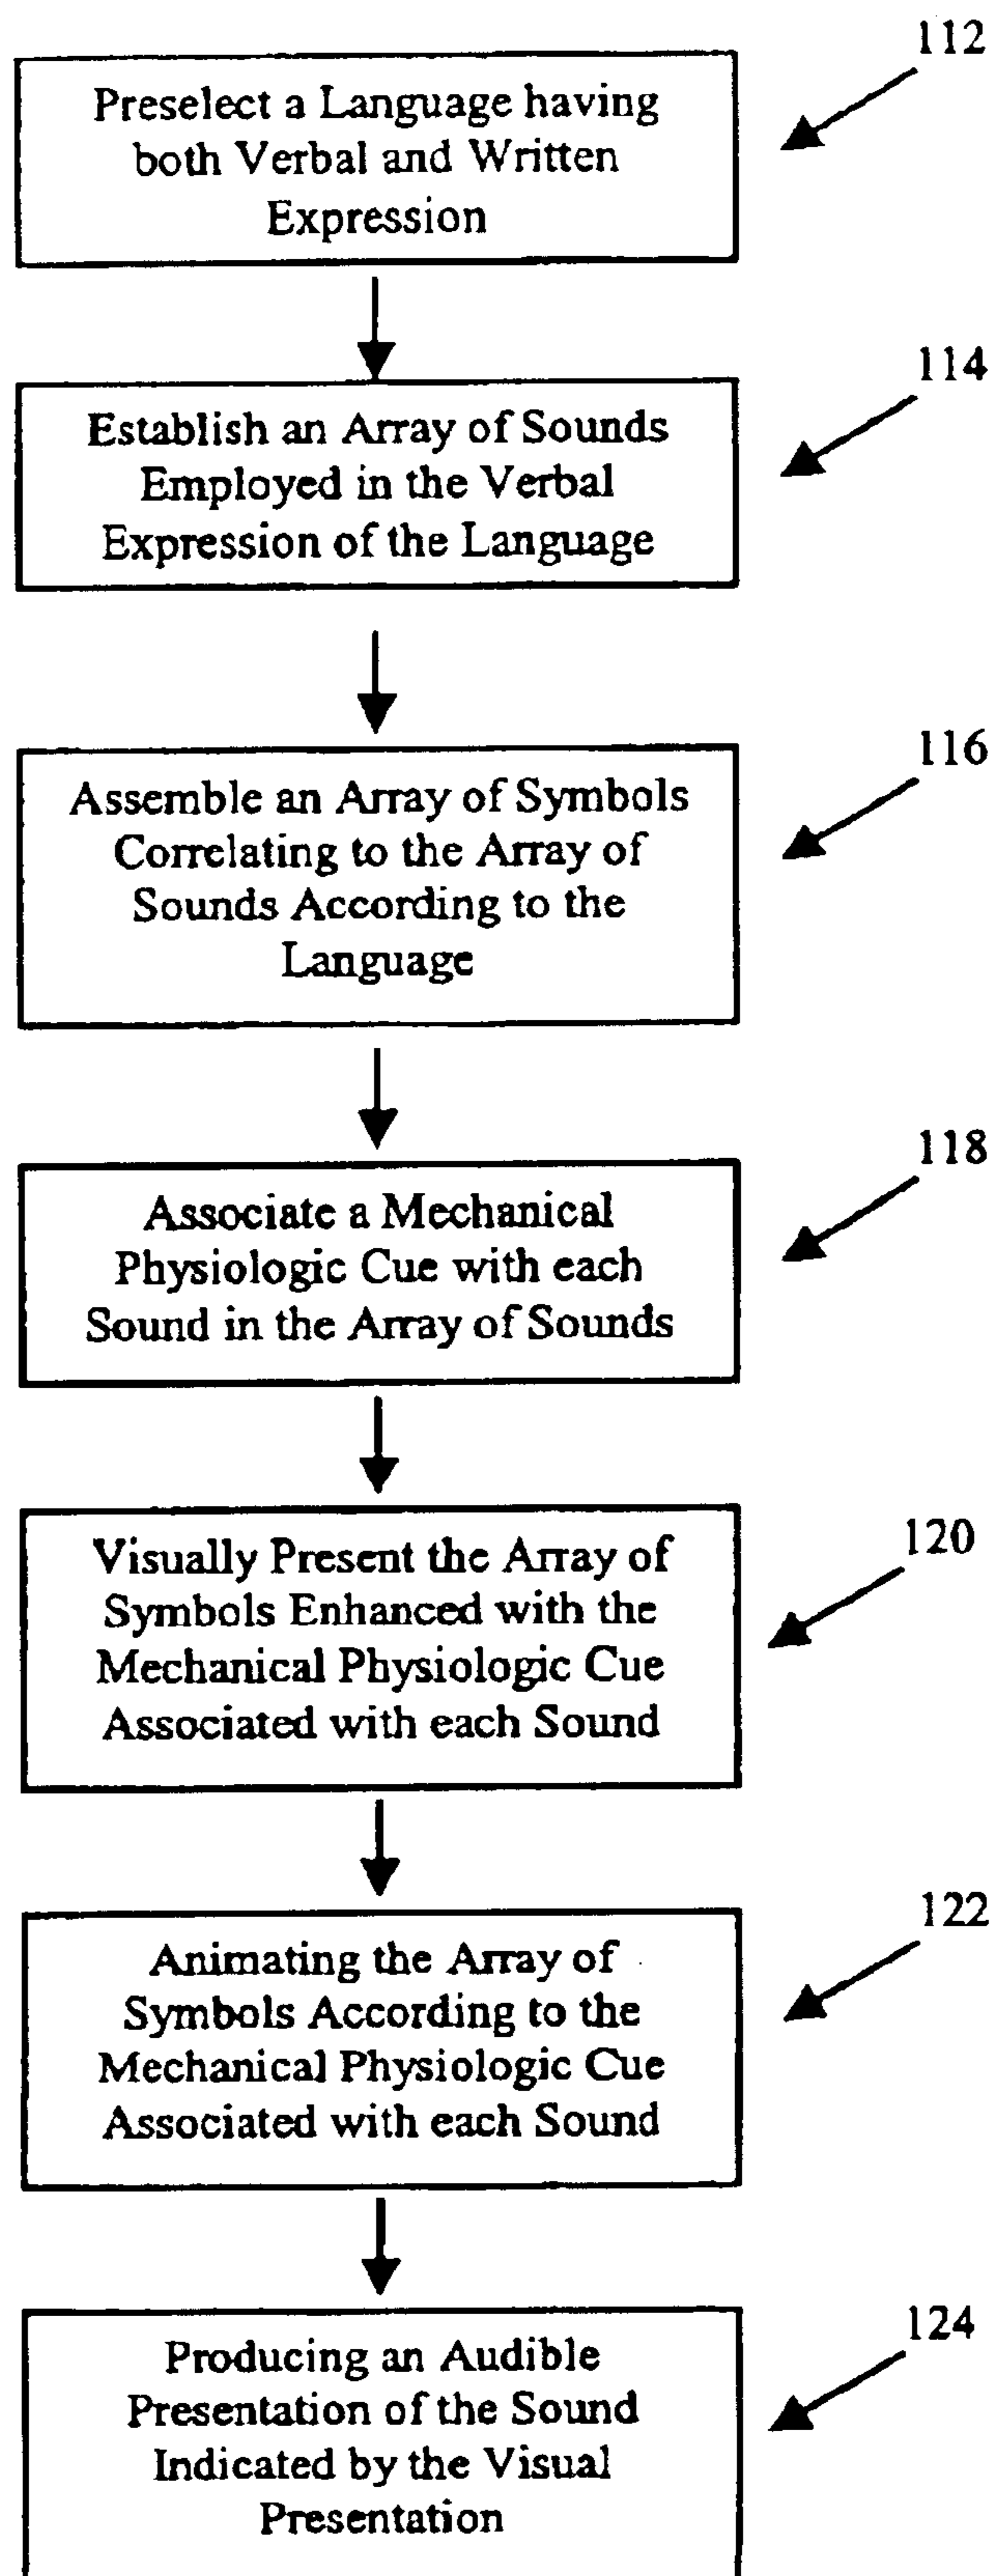 112
Preselect a Language having
both Verbal and Written
Expression
114
Establish an Array of Sounds
Employed in the Verbal
Expression of the Language
116
Assemble an Array of Symbols
Correlating to the Array of
Sounds According to the
Language
118
Associate a Mechanical
Physiologic Cue with each
Sound in the Array of Sounds
120
Visually Present the Array of
Symbols Enhanced with the
Mechanical Physiologic Cue
Associated with each Sound
122
Animating the Array of
Symbols According to the
Mechanical Physiologic Cue
Associated with each Sound
124
Producing an Audible
Presentation of the Sound
Indicated by the Visual
Presentation